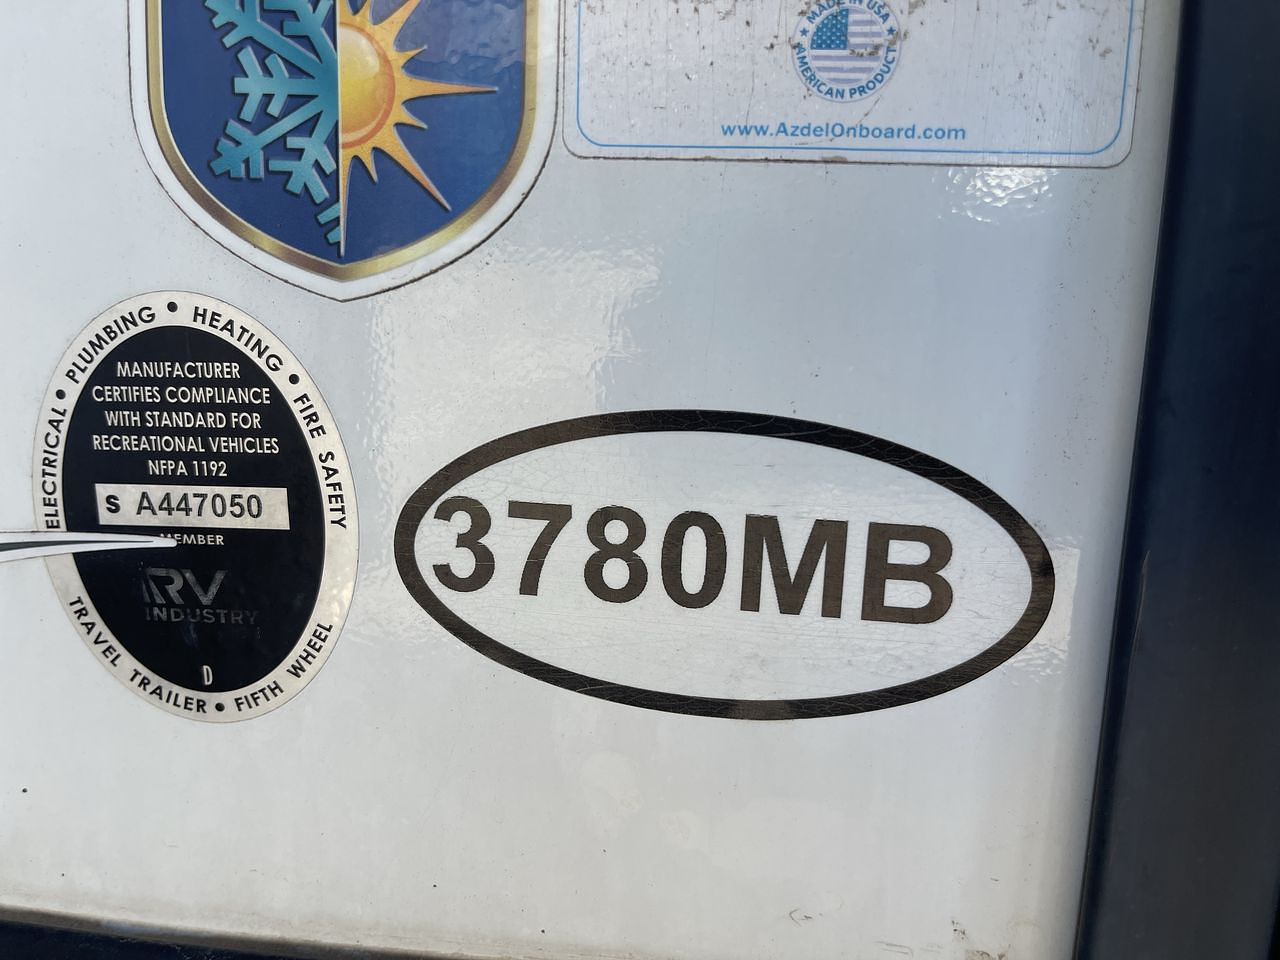 MADE IN USA
AMERICAN PRODUCT
www.AzdelOnboard.com
ELECTRICAL • PLUMBING • HEATING • FIRE SAFETY
MANUFACTURER
CERTIFIES COMPLIANCE
WITH STANDARD FOR
RECREATIONAL VEHICLES
NFPA 1192
S A447050
MEMBER
RV
INDUSTRY
D
TRAVEL TRAILER • FIFTH WHEEL
3780MB